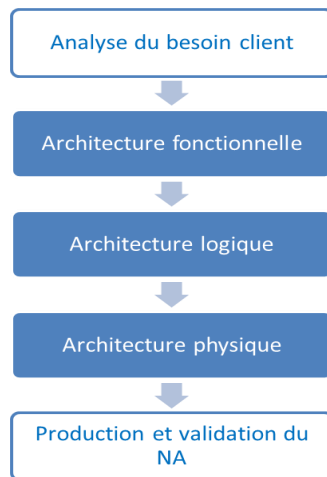 Analyse du besoin client
Architecture fonctionnelle
Architecture logique
Architecture physique
Production et validation du
NA